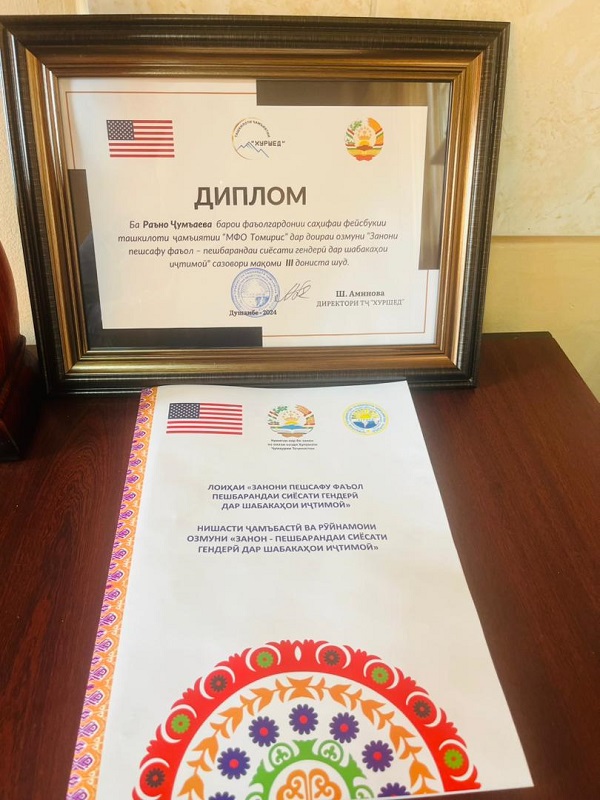 "ХУРШЕД"
ДИПЛОМ
Ба Раъно Ҷумъаева барои фаъолгардонии саҳифаи фейсбукии
ташкилоти ҷамъиятии "МФО Томирис" дар доираи озмуни "Занони
пешсафу фаъол – пешбарандаи сиёсати гендерӣ дар шабакаҳои
иҷтимоӣ" сазовори мақоми III дониста шуд.
Ш. Аминова
Душанбе - 2024
ДИРЕКТОРИ ТҶ "ХУРШЕД"
ЛОИҲАИ «ЗАНОНИ ПЕШСАФУ ФАЪОЛ
ПЕШБАРАНДАИ СИЁСАТИ ГЕНДЕРӢ
ДАР ШАБАКАҲОИ ИҶТИМОӢ»
НИШАСТИ ҶАМЪБАСТӢ ВА РӮЙНАМОИИ
ОЗМУНИ «ЗАНОН - ПЕШБАРАНДАИ СИЁСАТИ
ГЕНДЕРӢ ДАР ШАБАКАҲОИ ИҶТИМОӢ»